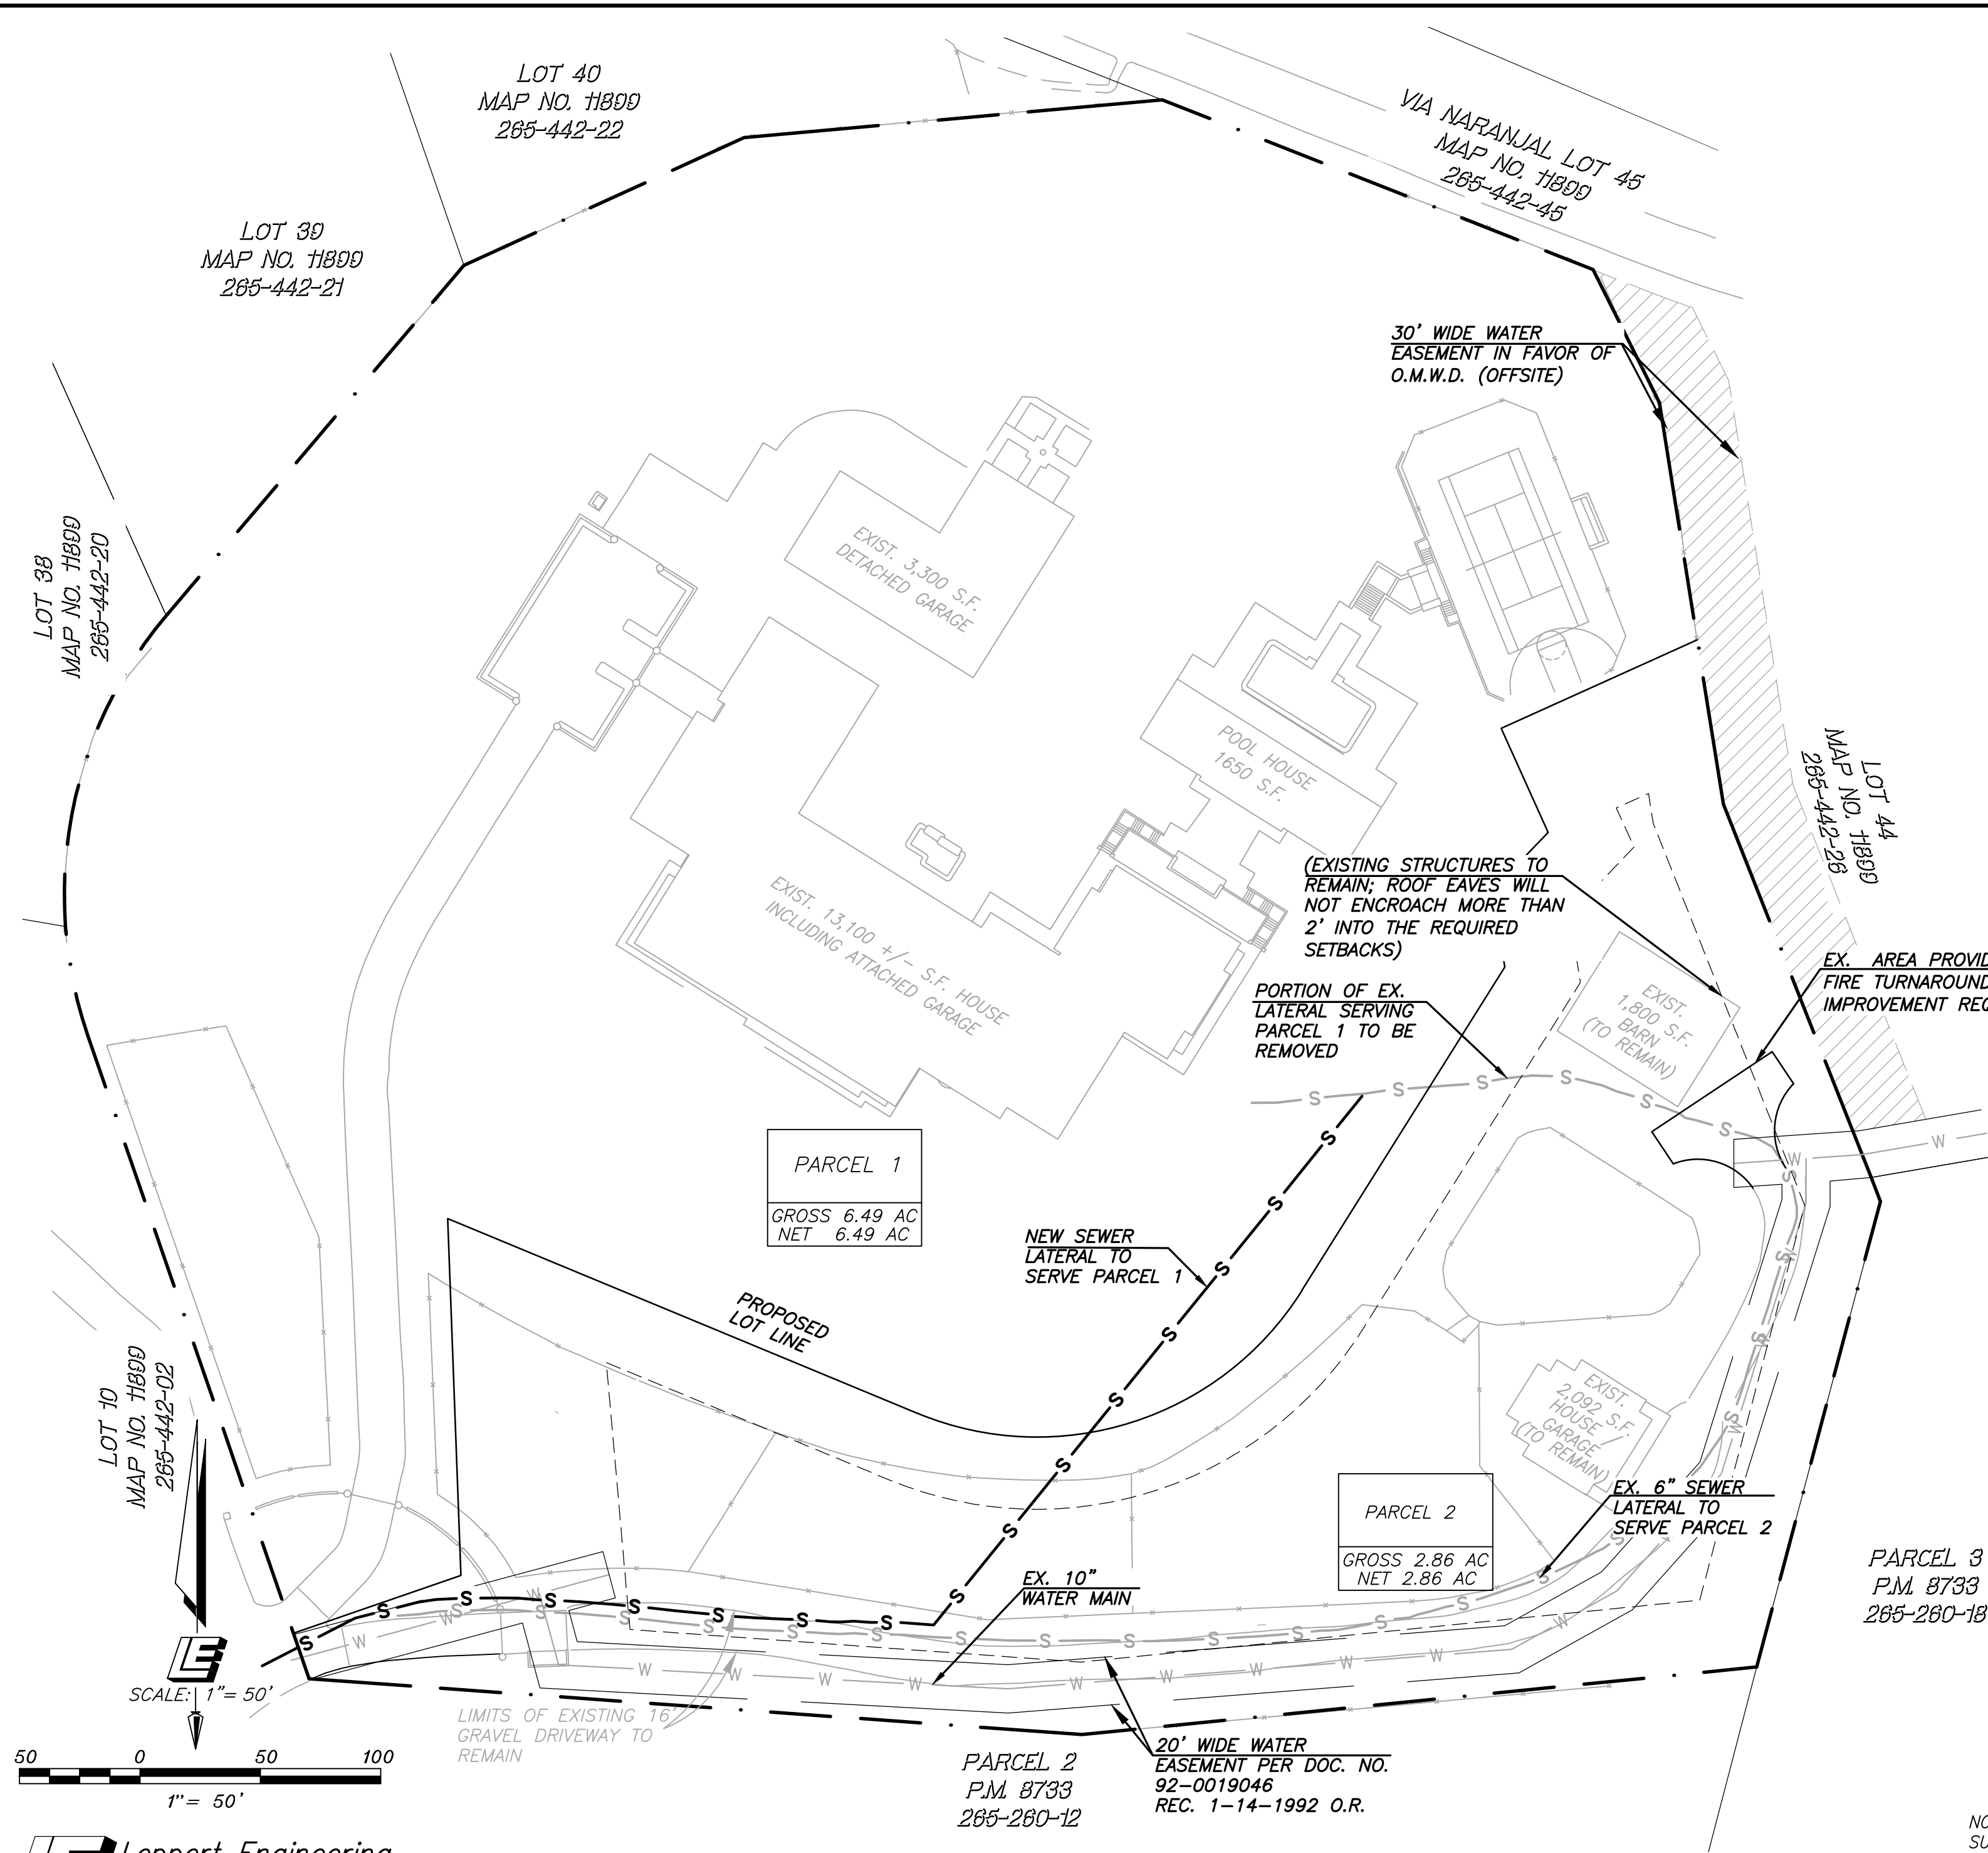 LOT 40
MAP NO. 11899
265-442-22
VIA NARANJAL LOT 45
MAP NO. 11899
265-442-45
LOT 39
MAP NO. 11899
265-442-21
30' WIDE WATER
EASEMENT IN FAVOR OF
O.M.W.D. (OFFSITE)
LOT 38
MAP NO. 11899
265-442-20
EXIST. 3,300 S.F.
DETACHED GARAGE
POOL HOUSE
1650 S.F.
LOT 44
MAP NO. 11899
265-442-26
(EXISTING STRUCTURES TO
REMAIN; ROOF EAVES WILL
NOT ENCROACH MORE THAN
2' INTO THE REQUIRED
SETBACKS)
EXIST. 13,100 +/- S.F. HOUSE
INCLUDING ATTACHED GARAGE
EX. AREA
FIRE TURNAROUND
IMPROVEMENT
PORTION OF EX.
LATERAL SERVING
PARCEL 1 TO BE
REMOVED
EXIST.
1,800 S.F.
BARN
(TO REMAIN)
PARCEL 1
GROSS 6.49 AC
NET 6.49 AC
NEW SEWER
LATERAL TO
SERVE PARCEL 1
PROPOSED
LOT LINE
LOT 10
MAP NO. 11899
265-442-02
EXIST.
2,092 S.F.
HOUSE/
GARAGE
(TO REMAIN)
PARCEL 2
GROSS 2.86 AC
NET 2.86 AC
EX. 6" SEWER
LATERAL TO
SERVE PARCEL 2
EX. 10"
WATER MAIN
PARCEL 3
P.M. 8733
265-260-18
LE
SCALE: 1"= 50'
LIMITS OF EXISTING 16'
GRAVEL DRIVEWAY TO
REMAIN
50 0 50 100
1"= 50'
PARCEL 2
P.M. 8733
265-260-12
20' WIDE WATER
EASEMENT PER DOC. NO.
92-0019046
REC. 1-14-1992 O.R.
Leppert Engineering